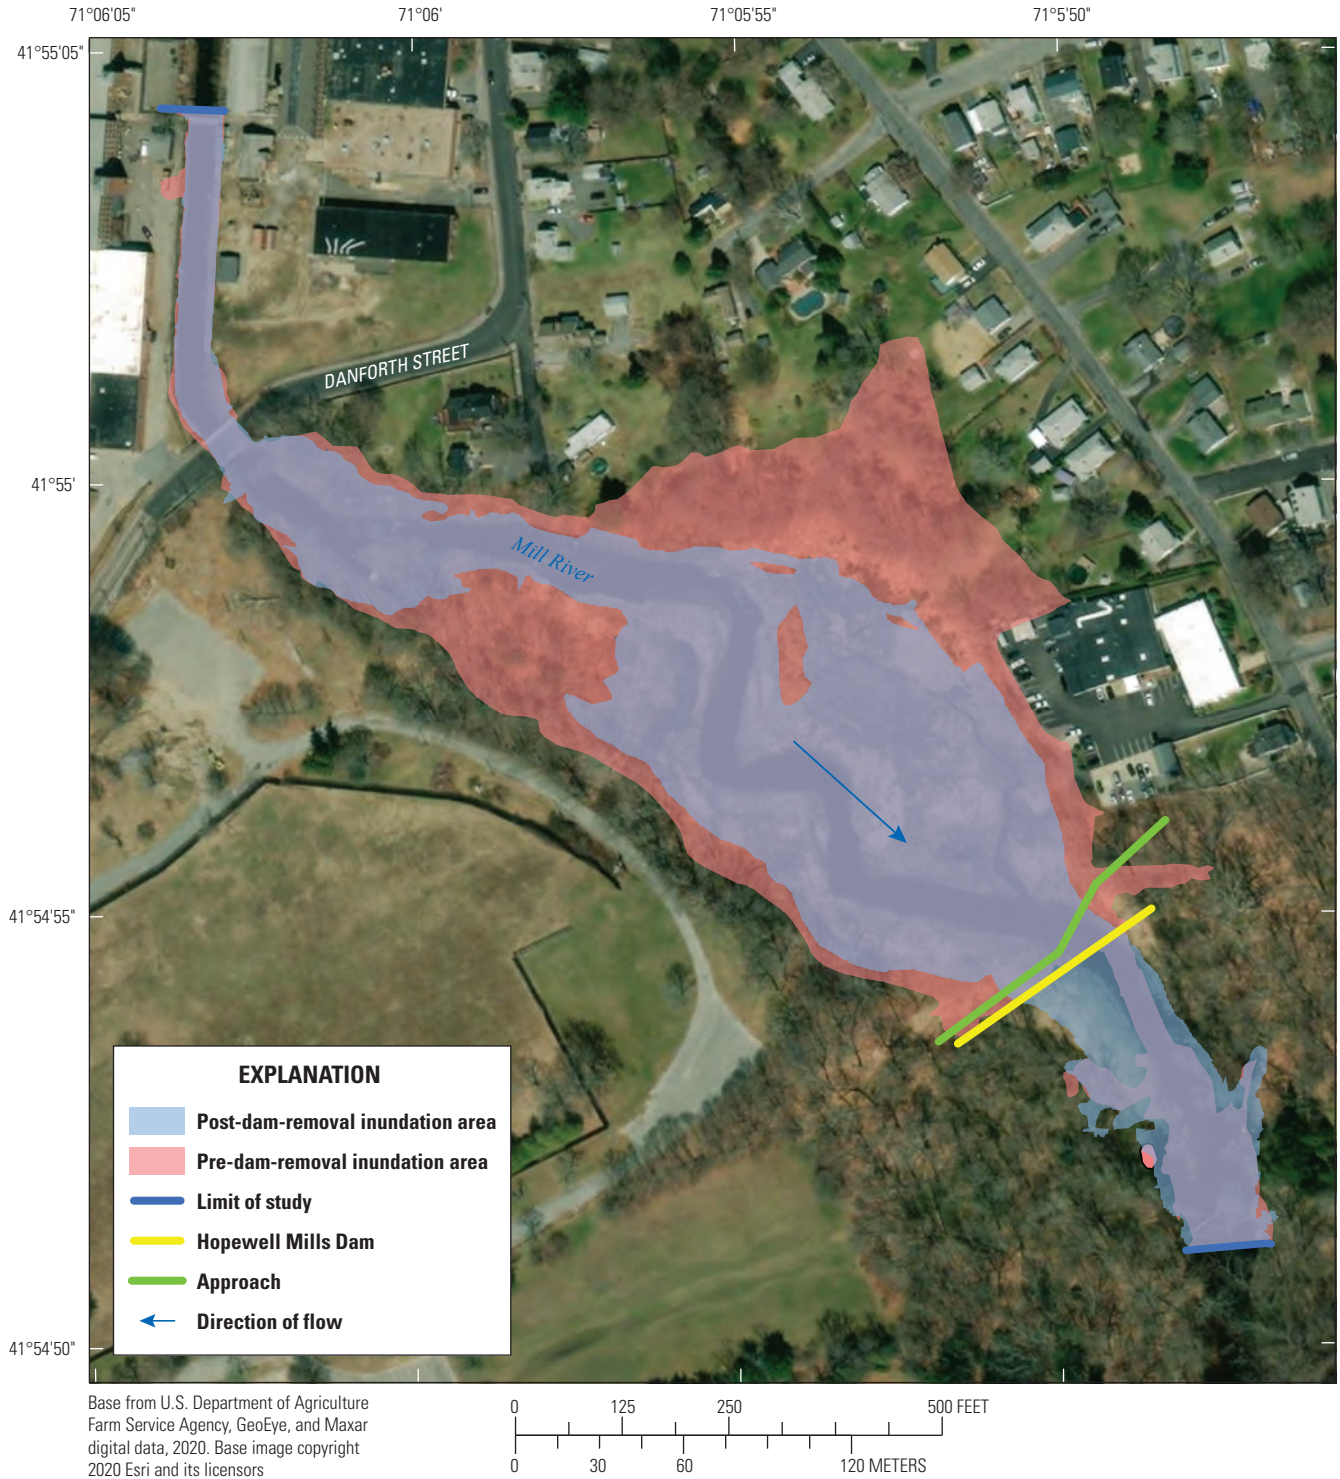 71°06'05"
71°06'
71°05'55"
71°5'50"
41°55'05"
41°55'
41°54'55"
41°54'50"
DANFORTH STREET
Mill River
EXPLANATION
Post-dam-removal inundation area
Pre-dam-removal inundation area
Limit of study
Hopewell Mills Dam
Approach
Direction of flow
Base from U.S. Department of Agriculture
Farm Service Agency, GeoEye, and Maxar
digital data, 2020. Base image copyright
2020 Esri and its licensors
0 125 250 500 FEET
0 30 60 120 METERS